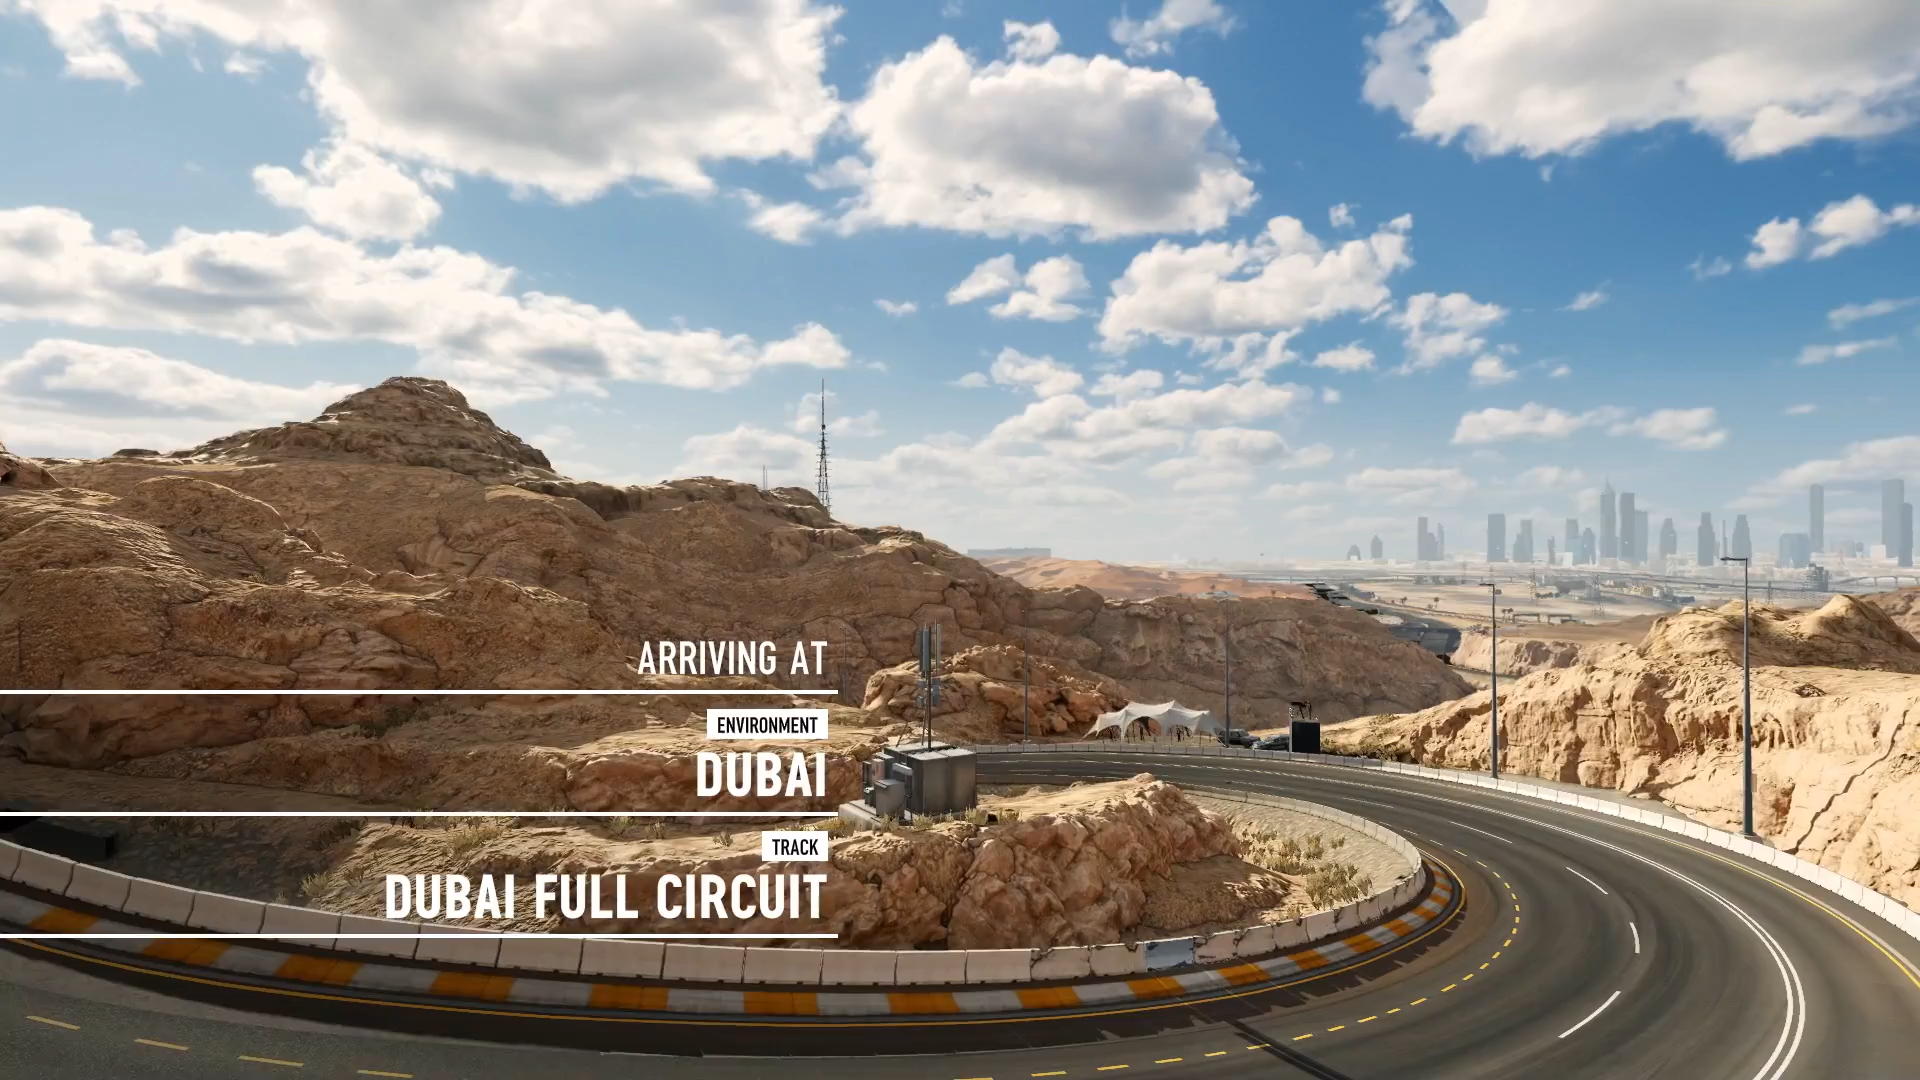 ARRIVING AT
ENVIRONMENT
DUBAI
TRACK
DUBAI FULL CIRCUIT